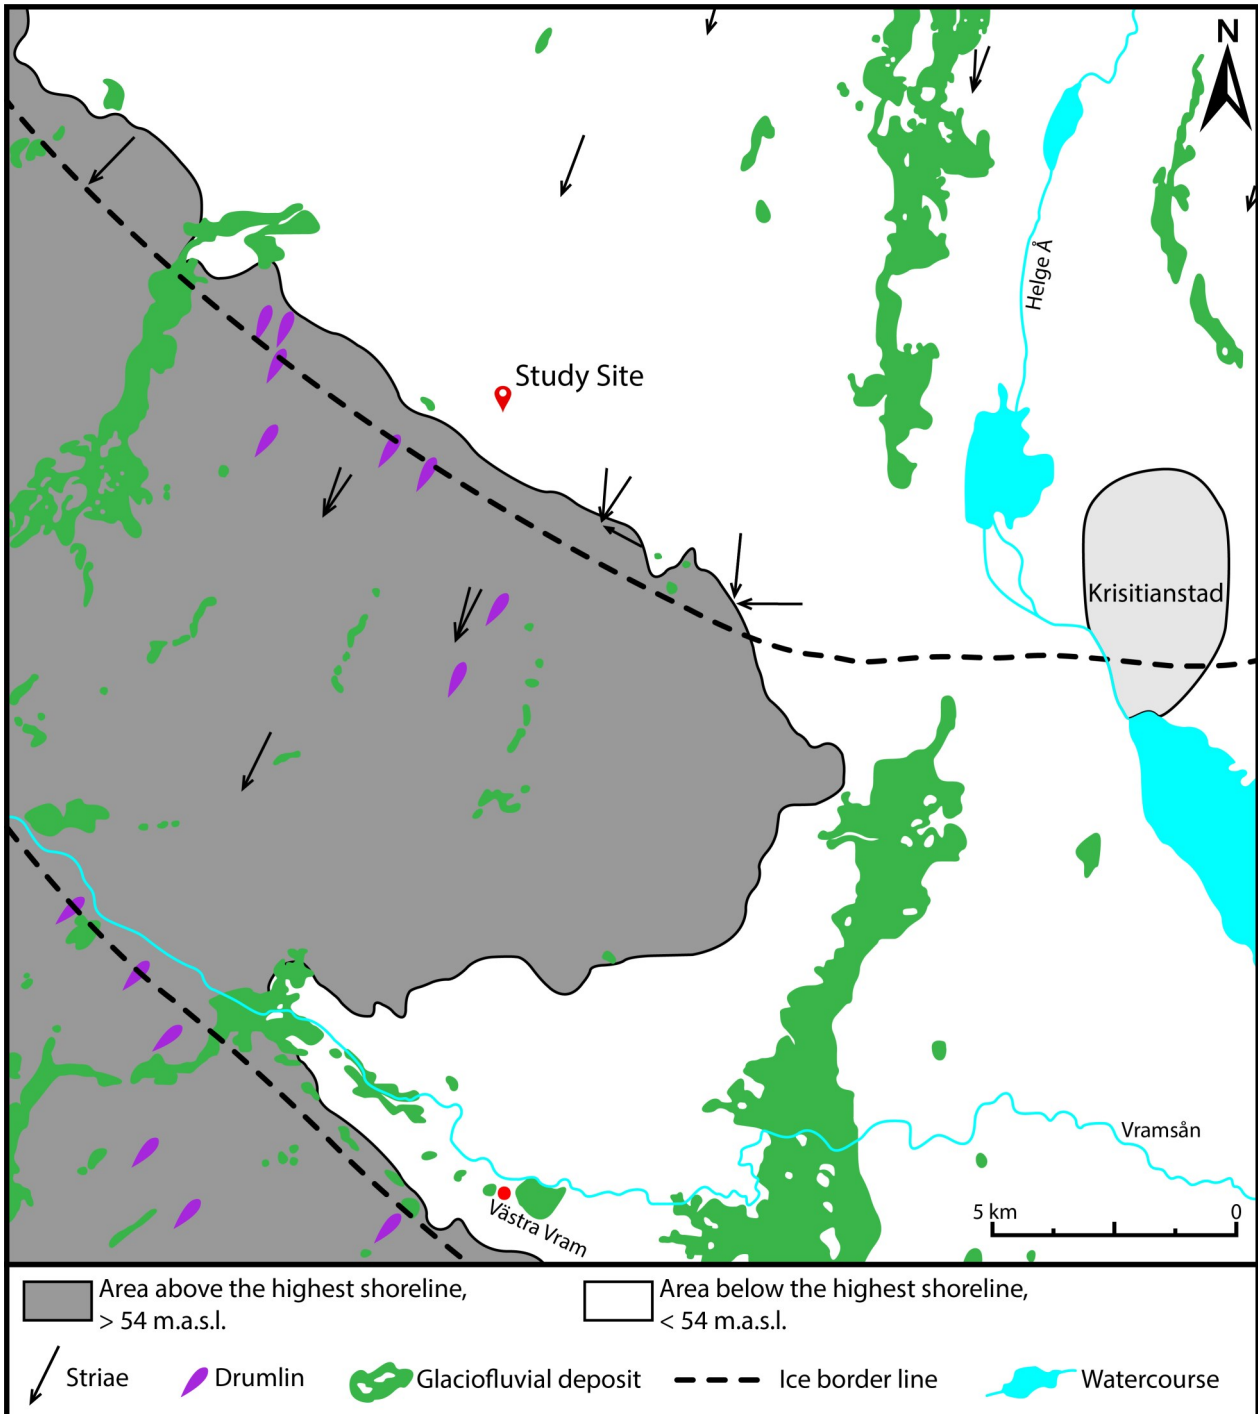 N
Helge Å
Study Site
Krisitianstad
Vramsån
5 km
0
Västra Vram
Area above the highest shoreline,
> 54 m.a.s.l.
Area below the highest shoreline,
< 54 m.a.s.l.
Striae
Drumlin
Glaciofluvial deposit
Ice border line
Watercourse